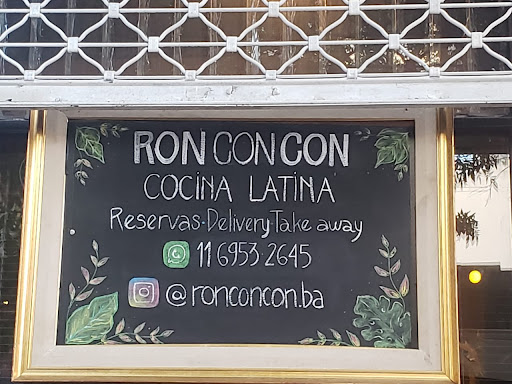 RON CON CON
COCINA LATINA
Reservas-Delivery-Take away
11 6953 2645
@ronconcon.ba